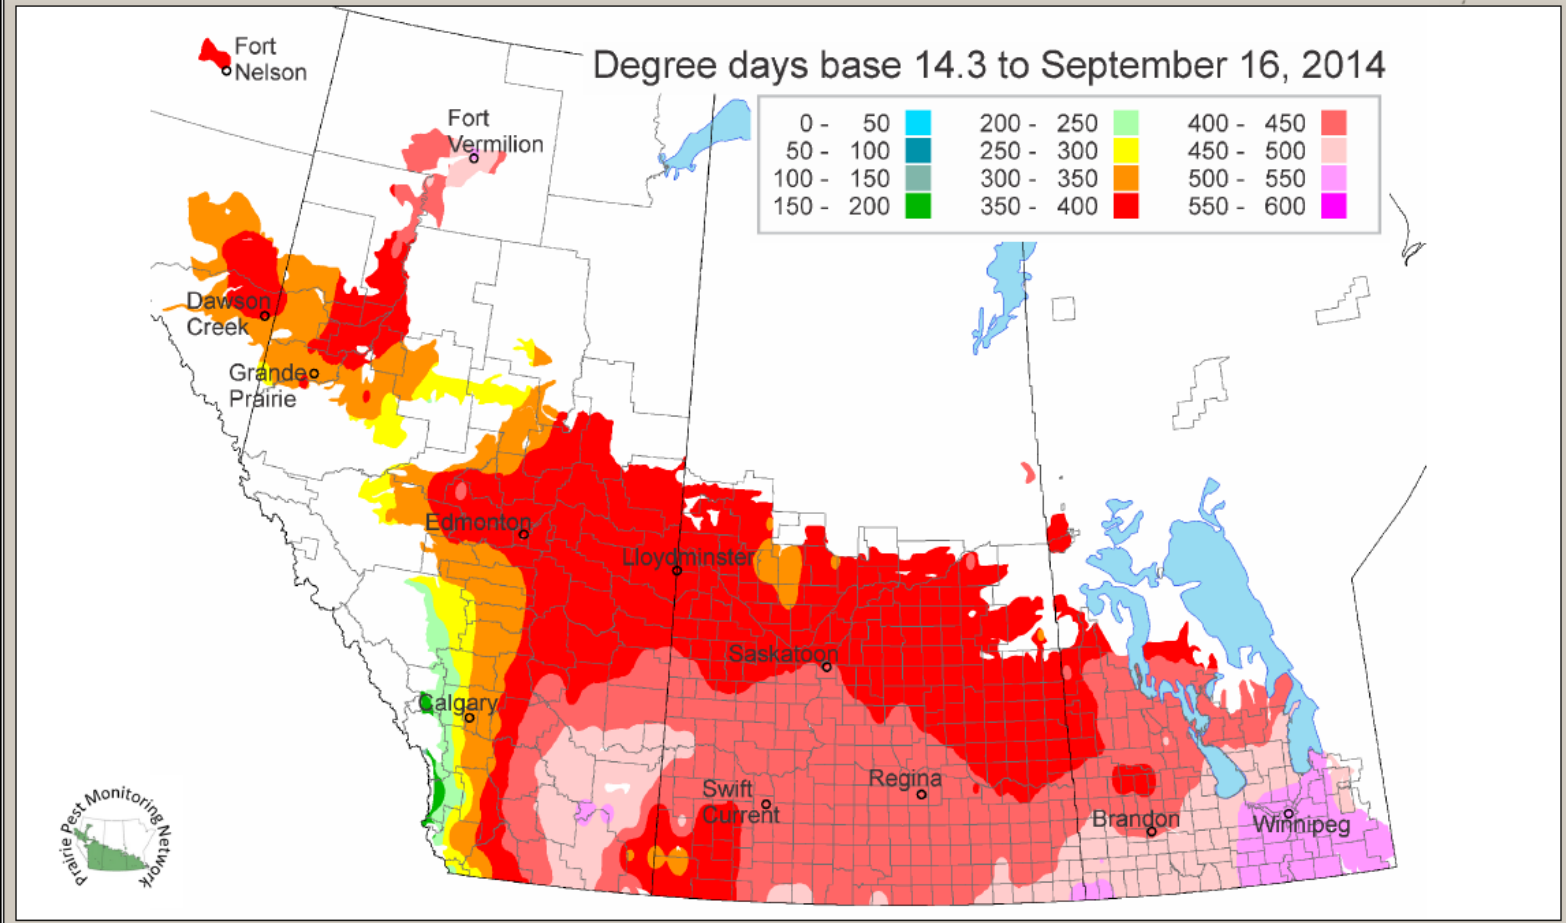 Degree days base 14.3 to September 16, 2014
0 - 50
50 - 100
100 - 150
150 - 200
200 - 250
250 - 300
300 - 350
350 - 400
400 - 450
450 - 500
500 - 550
550 - 600
Fort
Nelson
Fort
Vermilion
Dawson
Creek
Grande
Prairie
Edmonton
Lloydminster
Saskatoon
Calgary
Swift
Current
Regina
Brandon
Winnipeg
Prairie Pest Monitoring Network